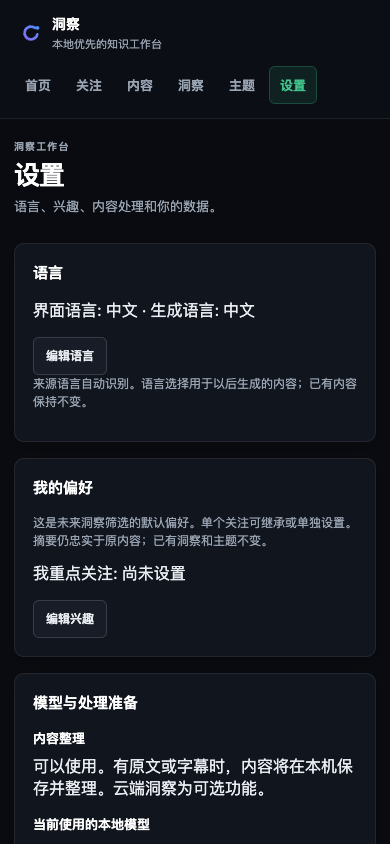 洞察
本地优先的知识工作台
首页 关注 内容 洞察 主题 设置
洞察工作台
设置
语言、兴趣、内容处理和你的数据。
语言
界面语言: 中文 · 生成语言: 中文
编辑语言
来源语言自动识别。语言选择用于以后生成的内容；已有内容
保持不变。
我的偏好
这是未来洞察筛选的默认偏好。单个关注可继承或单独设置。
摘要仍忠实于原内容；已有洞察和主题不变。
我重点关注: 尚未设置
编辑兴趣
模型与处理准备
内容整理
可以使用。有原文或字幕时，内容将在本机保
存并整理。云端洞察为可选功能。
当前使用的本地模型